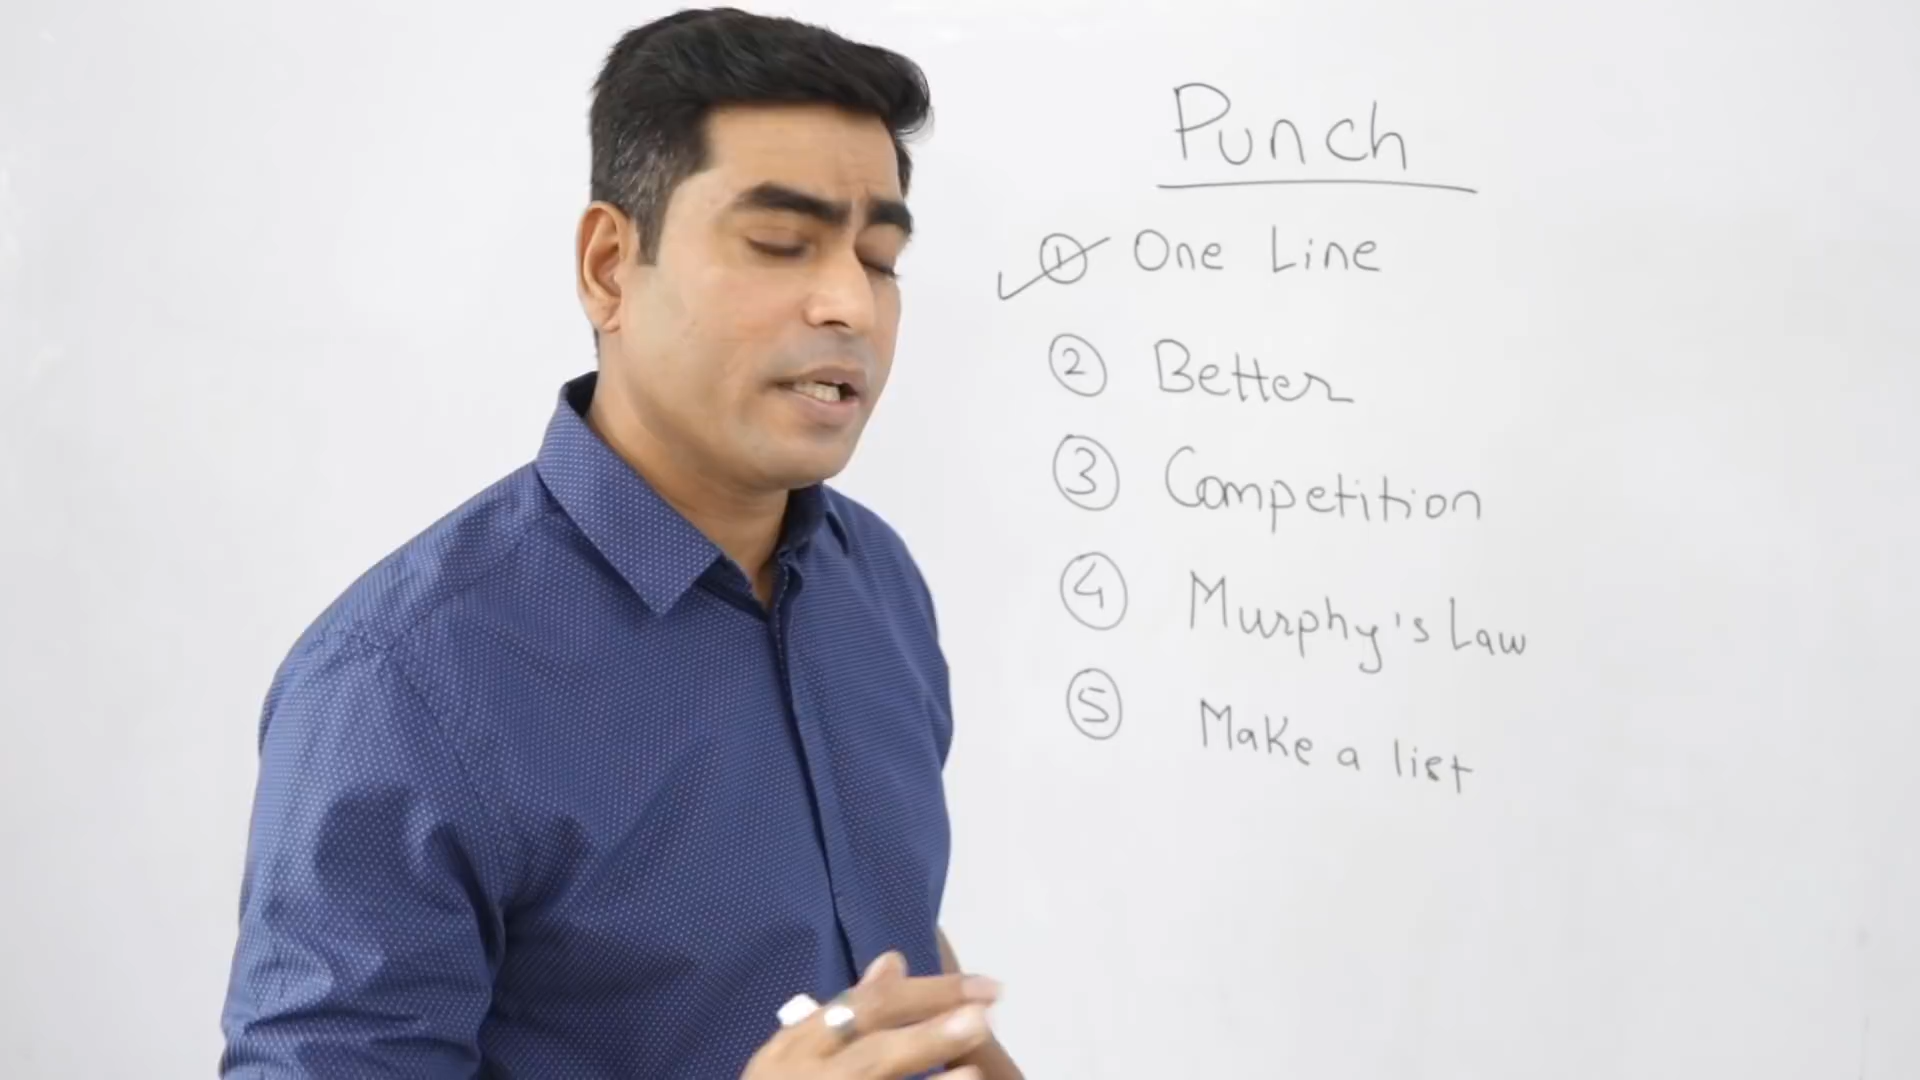 Punch
① One Line
② Better
③ Competition
④ Murphy's Law
⑤ Make a list